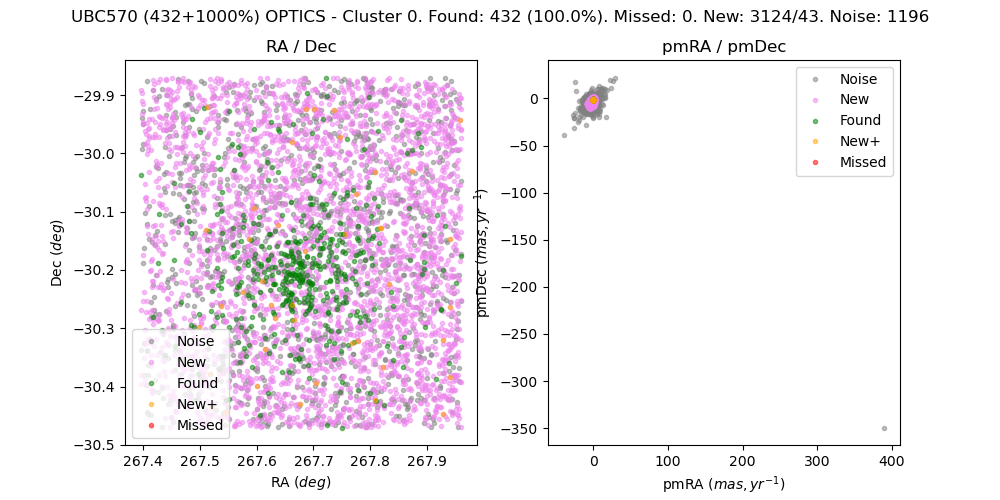 UBC570 (432+1000%) OPTICS - Cluster 0. Found: 432 (100.0%). Missed: 0. New: 3124/43. Noise: 1196
RA / Dec
−29.9
−30.0
−30.1
−30.2
−30.3
−30.4
−30.5
Dec (deg)
267.4 267.5 267.6 267.7 267.8 267.9
RA (deg)
Noise
New
Found
New+
Missed
pmRA / pmDec
0
−50
−100
−150
−200
−250
−300
−350
pmDec (mas, yr⁻¹)
0 100 200 300 400
pmRA (mas, yr⁻¹)
Noise
New
Found
New+
Missed